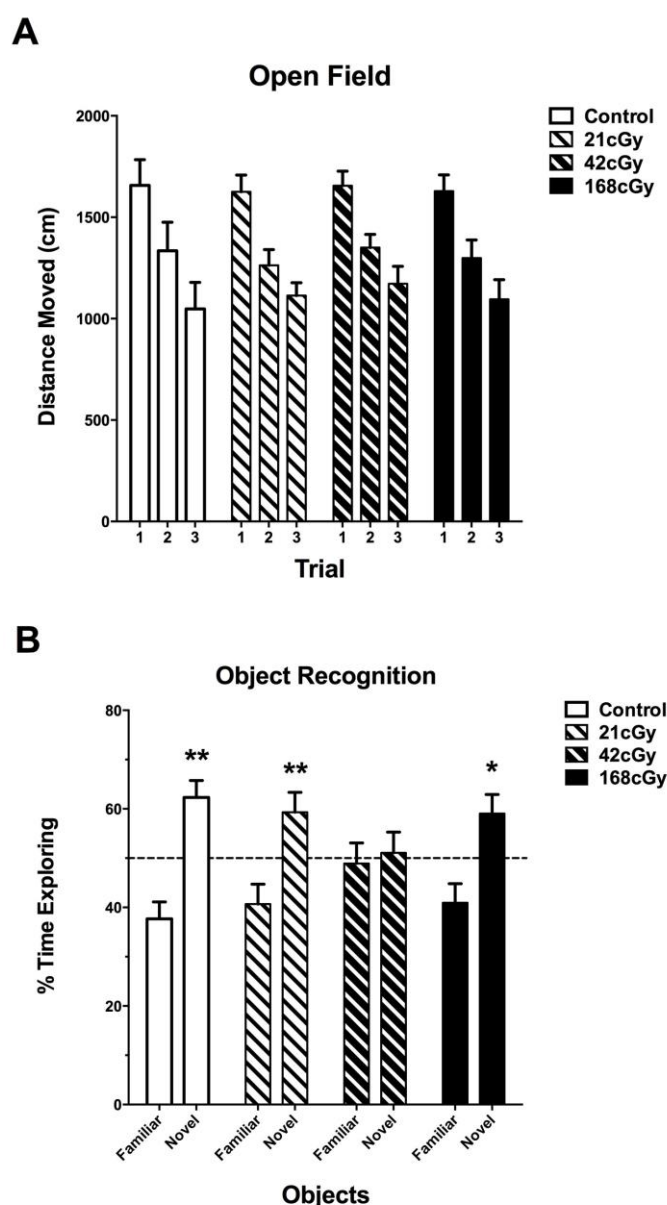 A
Open Field
Control
21cGy
42cGy
168cGy
Distance Moved (cm)
2000
1500
1000
500
0
1 2 3 1 2 3 1 2 3 1 2 3
Trial
B
Object Recognition
Control
21cGy
42cGy
168cGy
% Time Exploring
80
60
40
20
0
** ** *
Familiar Novel Familiar Novel Familiar Novel Familiar Novel
Objects